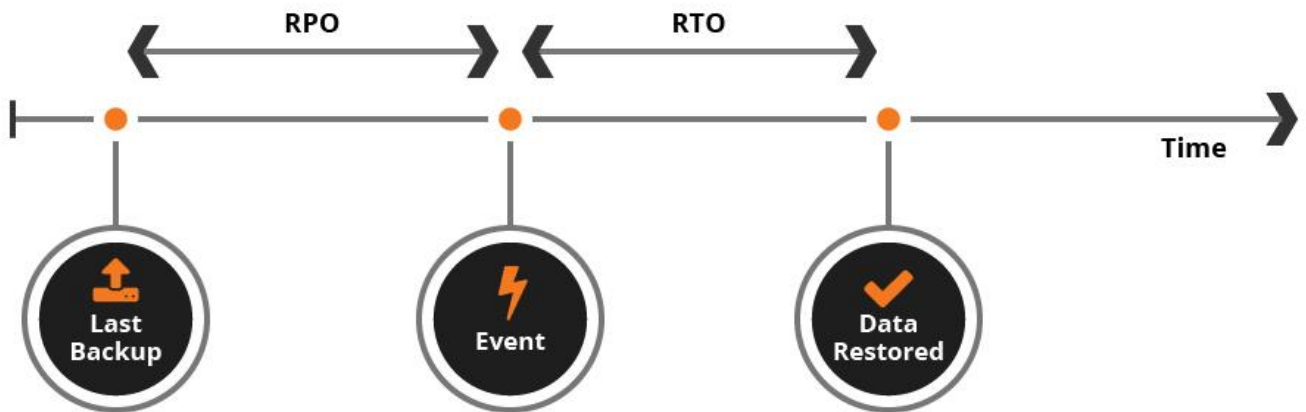 RPO
RTO
Time
Last
Backup
Event
Data
Restored